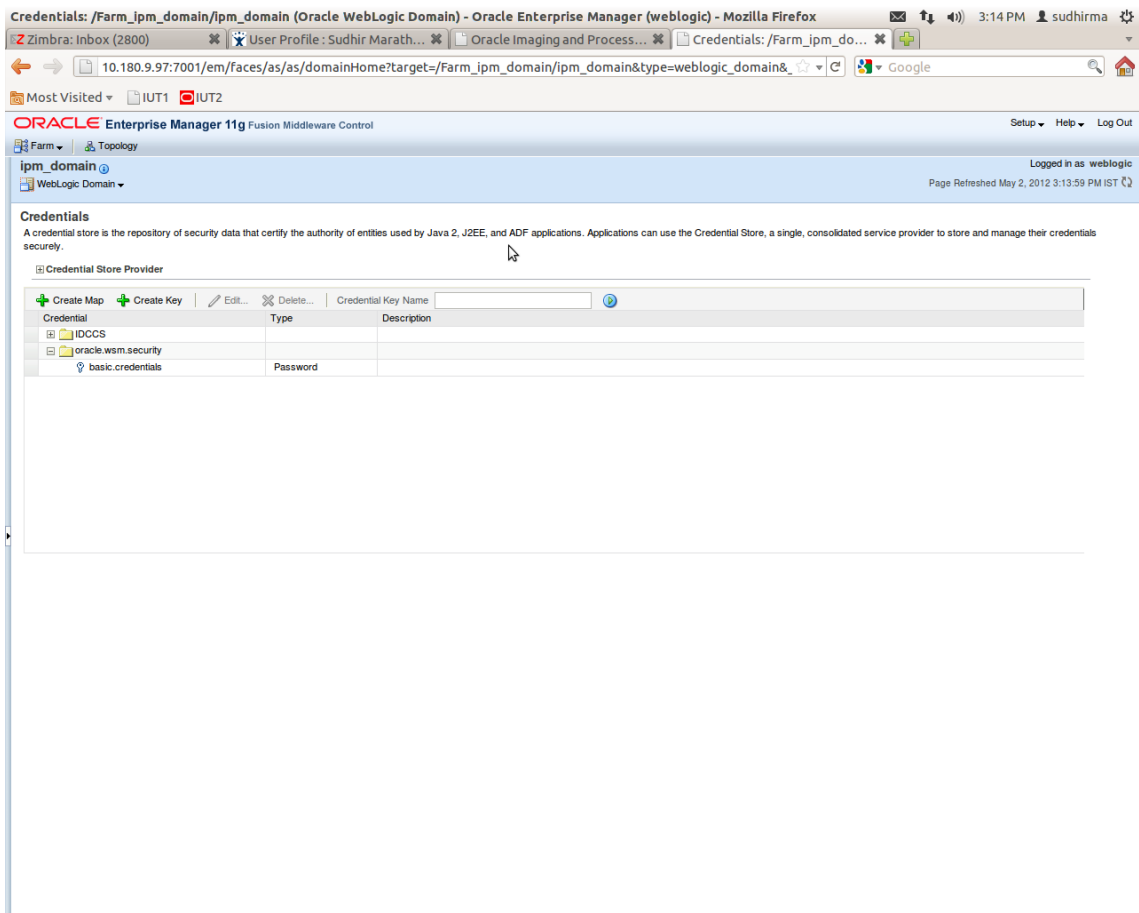 Credentials: /Farm_ipm_domain/ipm_domain (Oracle WebLogic Domain) - Oracle Enterprise Manager (weblogic) - Mozilla Firefox 3:14 PM sudhirma
Zimbra: Inbox (2800) User Profile : Sudhir Marath... Oracle Imaging and Process... Credentials: /Farm_ipm_do...
10.180.9.97:7001/em/faces/as/as/domainHome?target=/Farm_ipm_domain/ipm_domain&type=weblogic_domain&_ Google
Most Visited IUT1 IUT2
ORACLE Enterprise Manager 11g Fusion Middleware Control Setup Help Log Out
Farm Topology
ipm_domain Logged in as weblogic
WebLogic Domain Page Refreshed May 2, 2012 3:13:59 PM IST
Credentials
A credential store is the repository of security data that certify the authority of entities used by Java 2, J2EE, and ADF applications. Applications can use the Credential Store, a single, consolidated service provider to store and manage their credentials
securely.
Credential Store Provider
Create Map Create Key Edit... Delete... Credential Key Name
Credential Type Description
IDCCS
oracle.wsm.security
basic.credentials Password